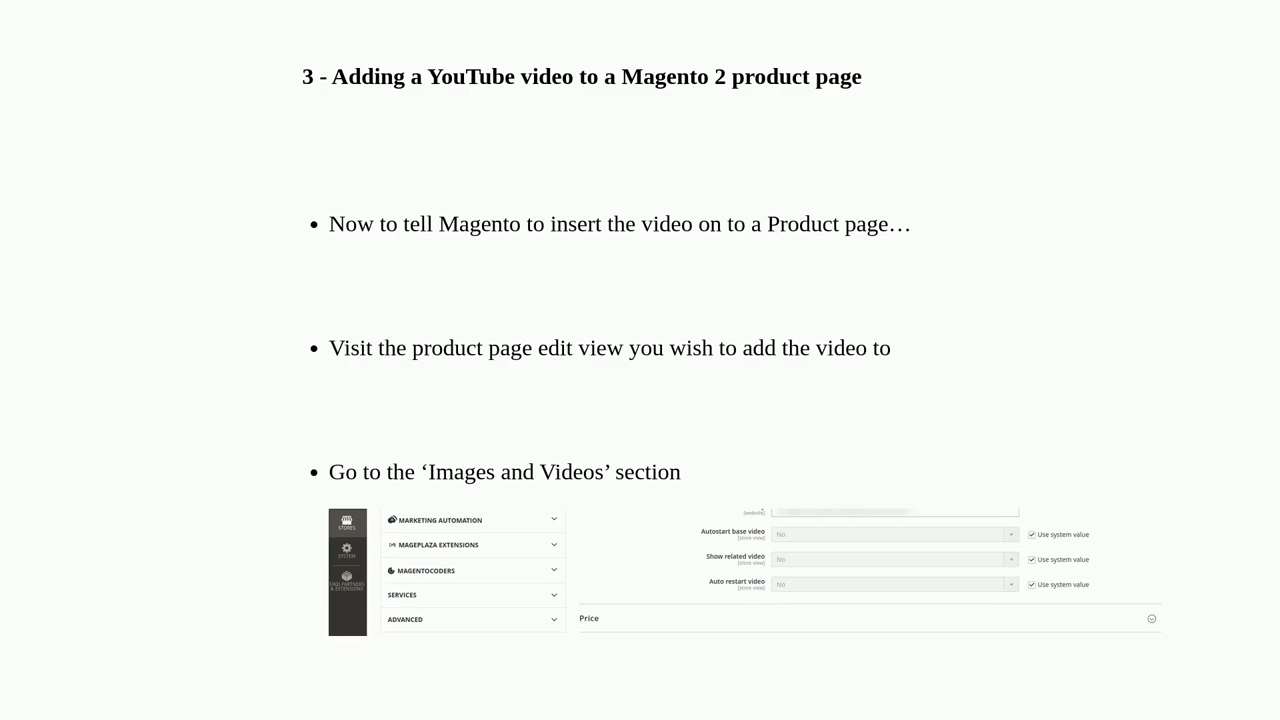 3 - Adding a YouTube video to a Magento 2 product page
• Now to tell Magento to insert the video on to a Product page…
• Visit the product page edit view you wish to add the video to
• Go to the ‘Images and Videos’ section
STORES
SYSTEM
FIND PARTNERS
& EXTENSIONS
MARKETING AUTOMATION
MAGEPLAZA EXTENSIONS
MAGENTOCODERS
SERVICES
ADVANCED
[website]
Autostart base video No Use system value
[store view]
Show related video No Use system value
[store view]
Auto restart video No Use system value
[store view]
Price